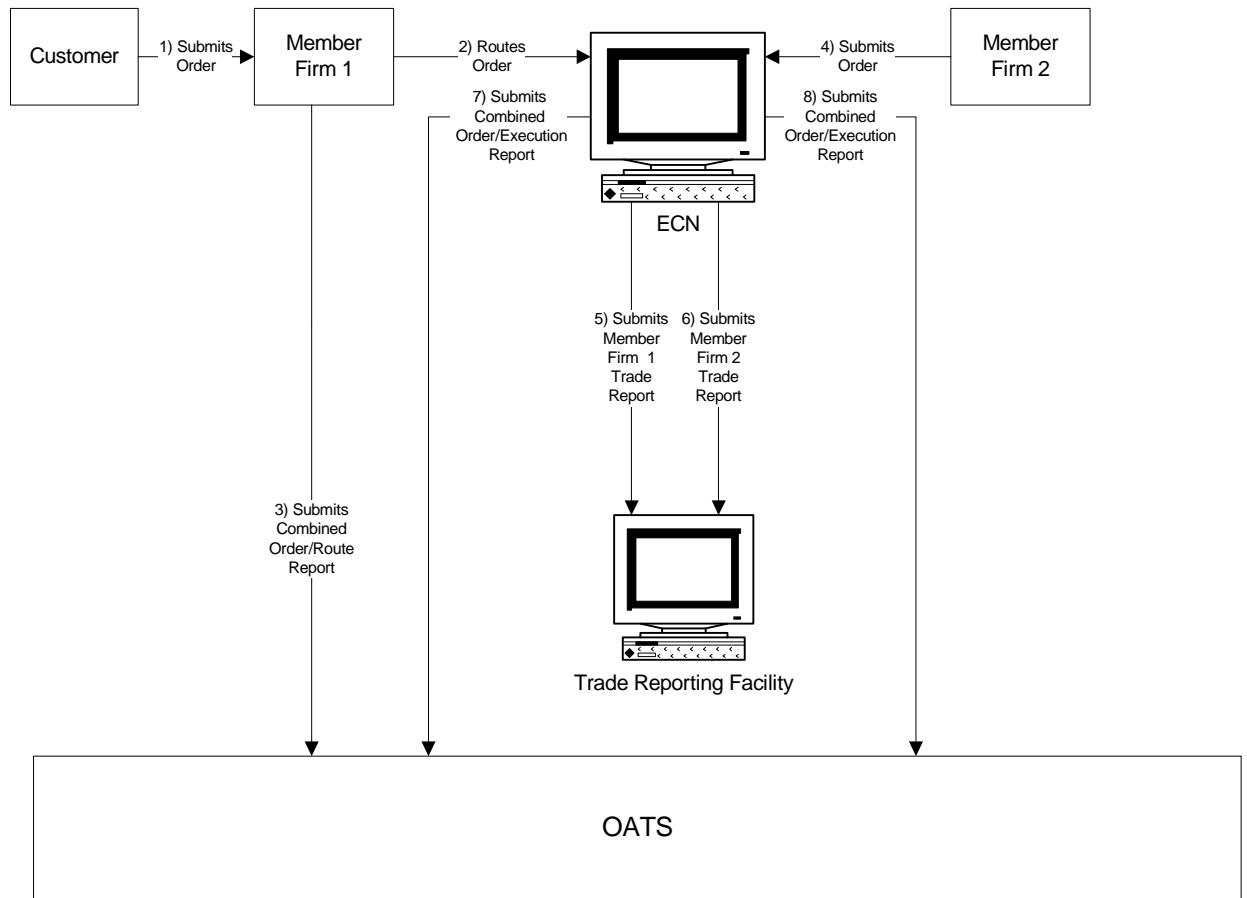 Customer
1) Submits
Order
Member
Firm 1
2) Routes
Order
4) Submits
Order
Member
Firm 2
7) Submits
Combined
Order/Execution
Report
8) Submits
Combined
Order/Execution
Report
ECN
5) Submits
Member
Firm 1
Trade
Report
6) Submits
Member
Firm 2
Trade
Report
3) Submits
Combined
Order/Route
Report
Trade Reporting Facility
OATS